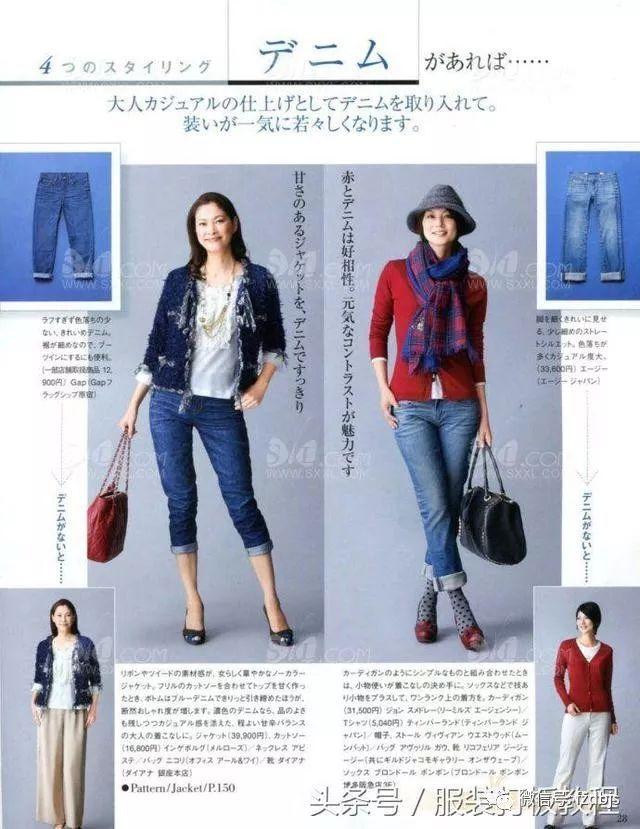 4つのスタイリング
デニム
があれば……
大人カジュアルの仕上げとしてデニムを取り入れて。
装いが一気に若々しくなります。
甘さのあるジャケットを、デニムですっきり
赤とデニムは好相性。元気なコントラストが魅力です
ラフすぎず色落ちの少
ない、きれいめデニム。
裾が細めなので、ブー
ツインにするにも便利。
(一部店舗取扱商品 12,
900円) Gap (Gapフ
ラッグシップ原宿)
デニムがないと……
脚を細くきれいに見せ
る、少し細めのストレー
トシルエット。色落ちが
多くカジュアル度大。
(33,600円) エージー
(エージー ジャパン)
デニムがないと……
リボンやツイードの素材感が、女らしく華やかなノーカラー
ジャケット。フリルのカットソーを合わせてトップを甘く作っ
たとき、ボトムはブルーデニムできりっと引き締めたほうが、
断然おしゃれ度が増します。濃色のデニムなら、品のよさ
も残しつつカジュアル感を添えた、程よい甘辛バランス
の大人の着こなしに。ジャケット(39,900円)、カットソー
(16,800円) インゲボルグ(メルローズ)／ネックレス アビ
ステ／バッグ ニコリ(オフィス アール&ワイ)／靴 ダイアナ
(ダイアナ 銀座本店)
●Pattern/Jacket/P.150
カーディガンのようにシンプルなものと組み合わせたとき
は、小物使いが着こなしの決め手に。ソックスなどで技あ
り小物をプラスして、ワンランク上の着方を。カーディガン
(31,500円) ジョン スメドレー(リーミルズ エージェンシー)／
Tシャツ(5,040円) ティンバーランド(ティンバーランド ジ
ャパン)／帽子、ストール ヴィヴィアン ウエストウッド(ム
ーンバット)／バッグ アヴリル ガウ、靴 リコフェリア ジージェ
ージー(共にギルドジャコモギャラリー オンザウェーブ)／
ソックス ブロンドール ボンボン(ブロンドール ボンボン
博多阪急店3F)
头条号/服装打板教程
微信号
28
SXXL.COM
WWW.SXXL.COM